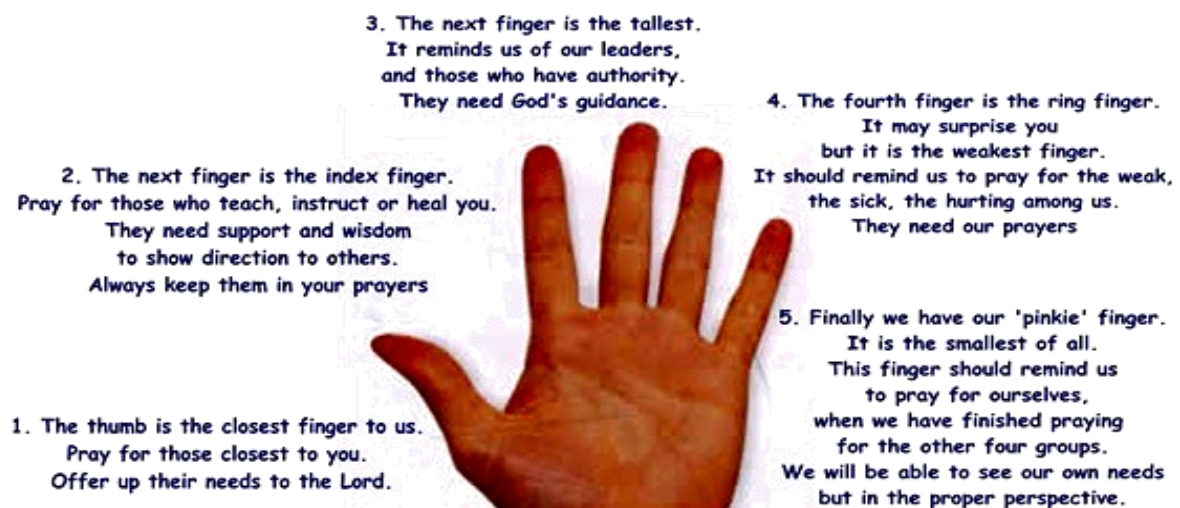 1. The thumb is the closest finger to us.
Pray for those closest to you.
Offer up their needs to the Lord.
2. The next finger is the index finger.
Pray for those who teach, instruct or heal you.
They need support and wisdom
to show direction to others.
Always keep them in your prayers
3. The next finger is the tallest.
It reminds us of our leaders,
and those who have authority.
They need God's guidance.
4. The fourth finger is the ring finger.
It may surprise you
but it is the weakest finger.
It should remind us to pray for the weak,
the sick, the hurting among us.
They need our prayers
5. Finally we have our 'pinkie' finger.
It is the smallest of all.
This finger should remind us
to pray for ourselves,
when we have finished praying
for the other four groups.
We will be able to see our own needs
but in the proper perspective.